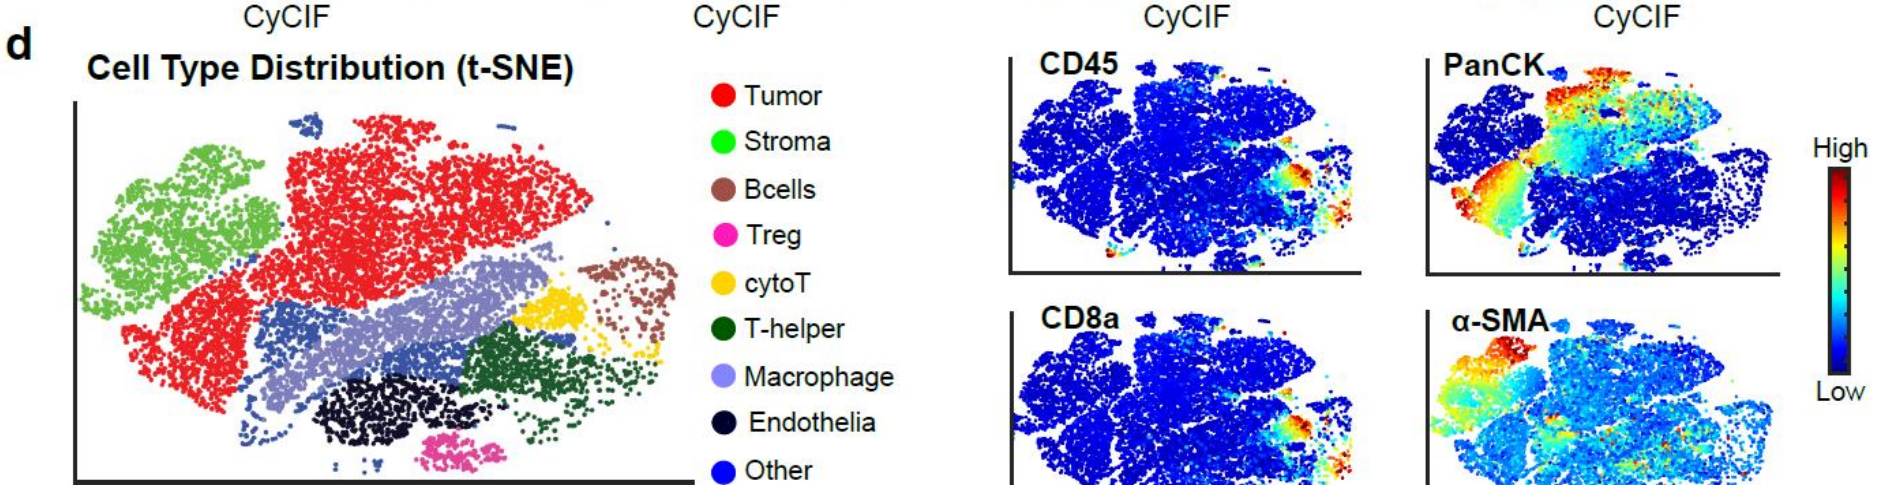 CyCIF
CyCIF
CyCIF
CyCIF
d
Cell Type Distribution (t-SNE)
Tumor
Stroma
Bcells
Treg
cytoT
T-helper
Macrophage
Endothelia
Other
CD45
PanCK
CD8a
α-SMA
High
Low